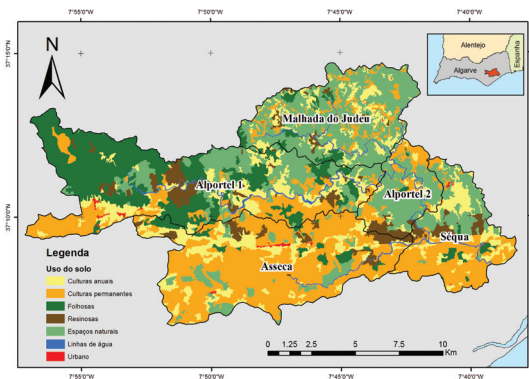 7°55'0"W 7°50'0"W 7°45'0"W 7°40'0"W
37°15'0"N
37°10'0"N
N
Alentejo
Algarve
Espanha
Malhada do Judeu
Alportel 1
Alportel 2
Séqua
Asseca
Legenda
Uso do solo
Culturas anuais
Culturas permanentes
Folhosas
Resinosas
Espaços naturais
Linhas de água
Urbano
0 1.25 2.5 5 7.5 10
Km
7°55'0"W 7°50'0"W 7°45'0"W 7°40'0"W